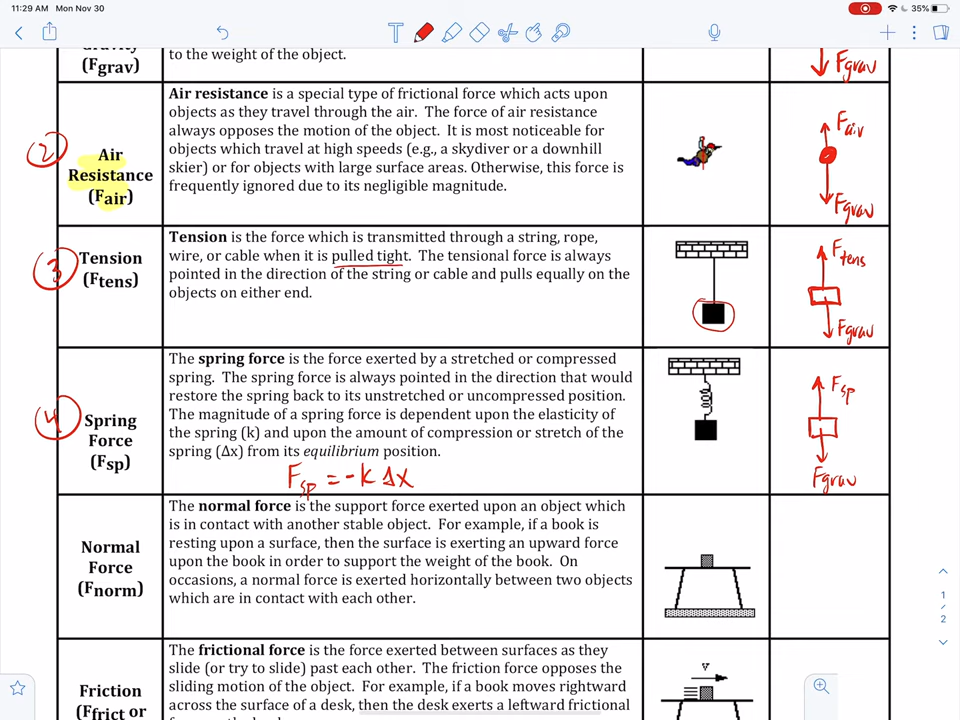 11:29 AM Mon Nov 30
35%
T
Gravity
(Fgrav)
to the weight of the object.
Fgrav
2
Air
Resistance
(Fair)
Air resistance is a special type of frictional force which acts upon
objects as they travel through the air. The force of air resistance
always opposes the motion of the object. It is most noticeable for
objects which travel at high speeds (e.g., a skydiver or a downhill
skier) or for objects with large surface areas. Otherwise, this force is
frequently ignored due to its negligible magnitude.
Fair
Fgrav
3
Tension
(Ftens)
Tension is the force which is transmitted through a string, rope,
wire, or cable when it is pulled tight. The tensional force is always
pointed in the direction of the string or cable and pulls equally on the
objects on either end.
Ftens
Fgrav
4
Spring
Force
(Fsp)
The spring force is the force exerted by a stretched or compressed
spring. The spring force is always pointed in the direction that would
restore the spring back to its unstretched or uncompressed position.
The magnitude of a spring force is dependent upon the elasticity of
the spring (k) and upon the amount of compression or stretch of the
spring (Δx) from its equilibrium position.
Fsp = -k Δx
Fsp
Fgrav
Normal
Force
(Fnorm)
The normal force is the support force exerted upon an object which
is in contact with another stable object. For example, if a book is
resting upon a surface, then the surface is exerting an upward force
upon the book in order to support the weight of the book. On
occasions, a normal force is exerted horizontally between two objects
which are in contact with each other.
1
/
2
Friction
(Ffrict or
The frictional force is the force exerted between surfaces as they
slide (or try to slide) past each other. The friction force opposes the
sliding motion of the object. For example, if a book moves rightward
across the surface of a desk, then the desk exerts a leftward frictional
v